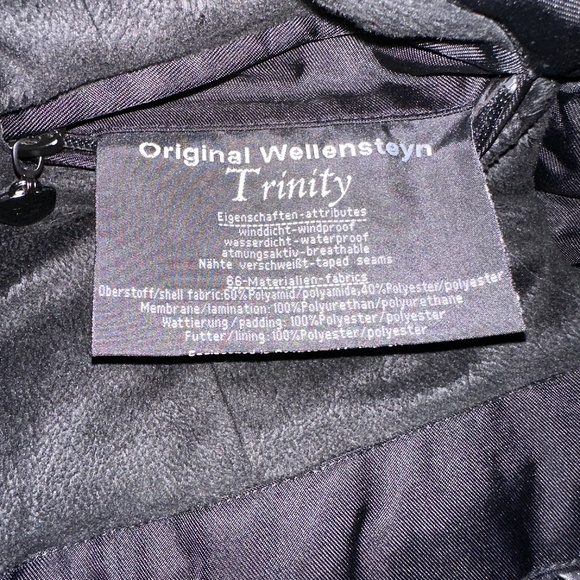 Original Wellensteyn
Trinity
Eigenschaften-attributes
winddicht-windproof
wasserdicht-waterproof
atmungsaktiv-breathable
Nähte verschweißt-taped seams
66-Materialien-fabrics
Oberstoff/shell fabric:60%Polyamid/polyamide,40%Polyester/polyester
Membrane/lamination:100%Polyurethan/polyurethane
Wattierung/padding:100%Polyester/polyester
Futter/lining:100%Polyester/polyester